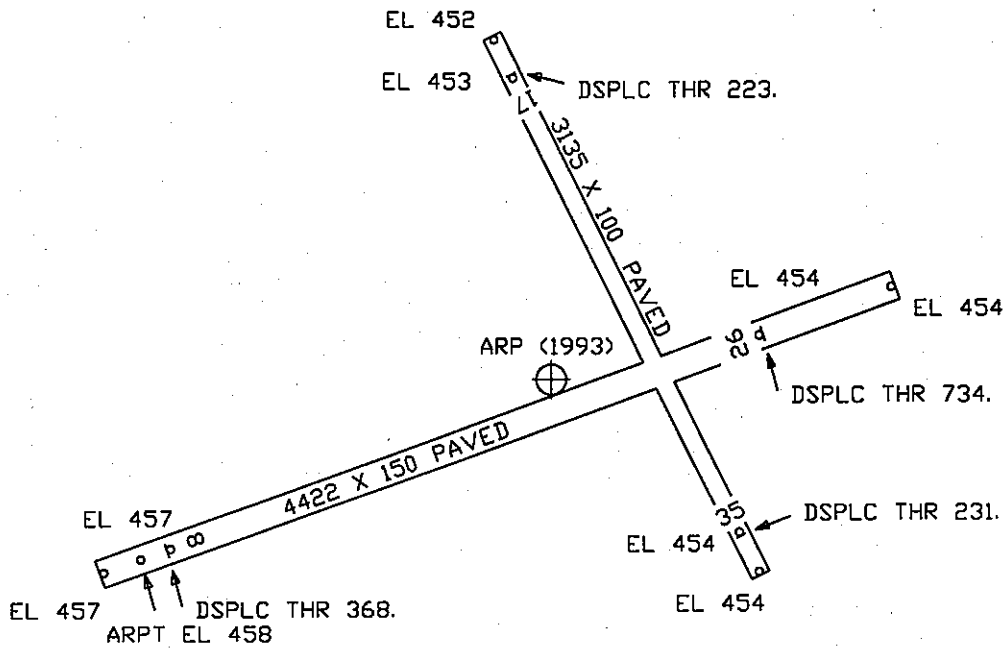 EL 452
EL 453
DSPLC THR 223.
17
3135 X 100 PAVED
EL 454
EL 454
ARP (1993)
26
DSPLC THR 734.
4422 X 150 PAVED
EL 457
8
35
DSPLC THR 231.
EL 454
EL 457
DSPLC THR 368.
EL 454
ARPT EL 458